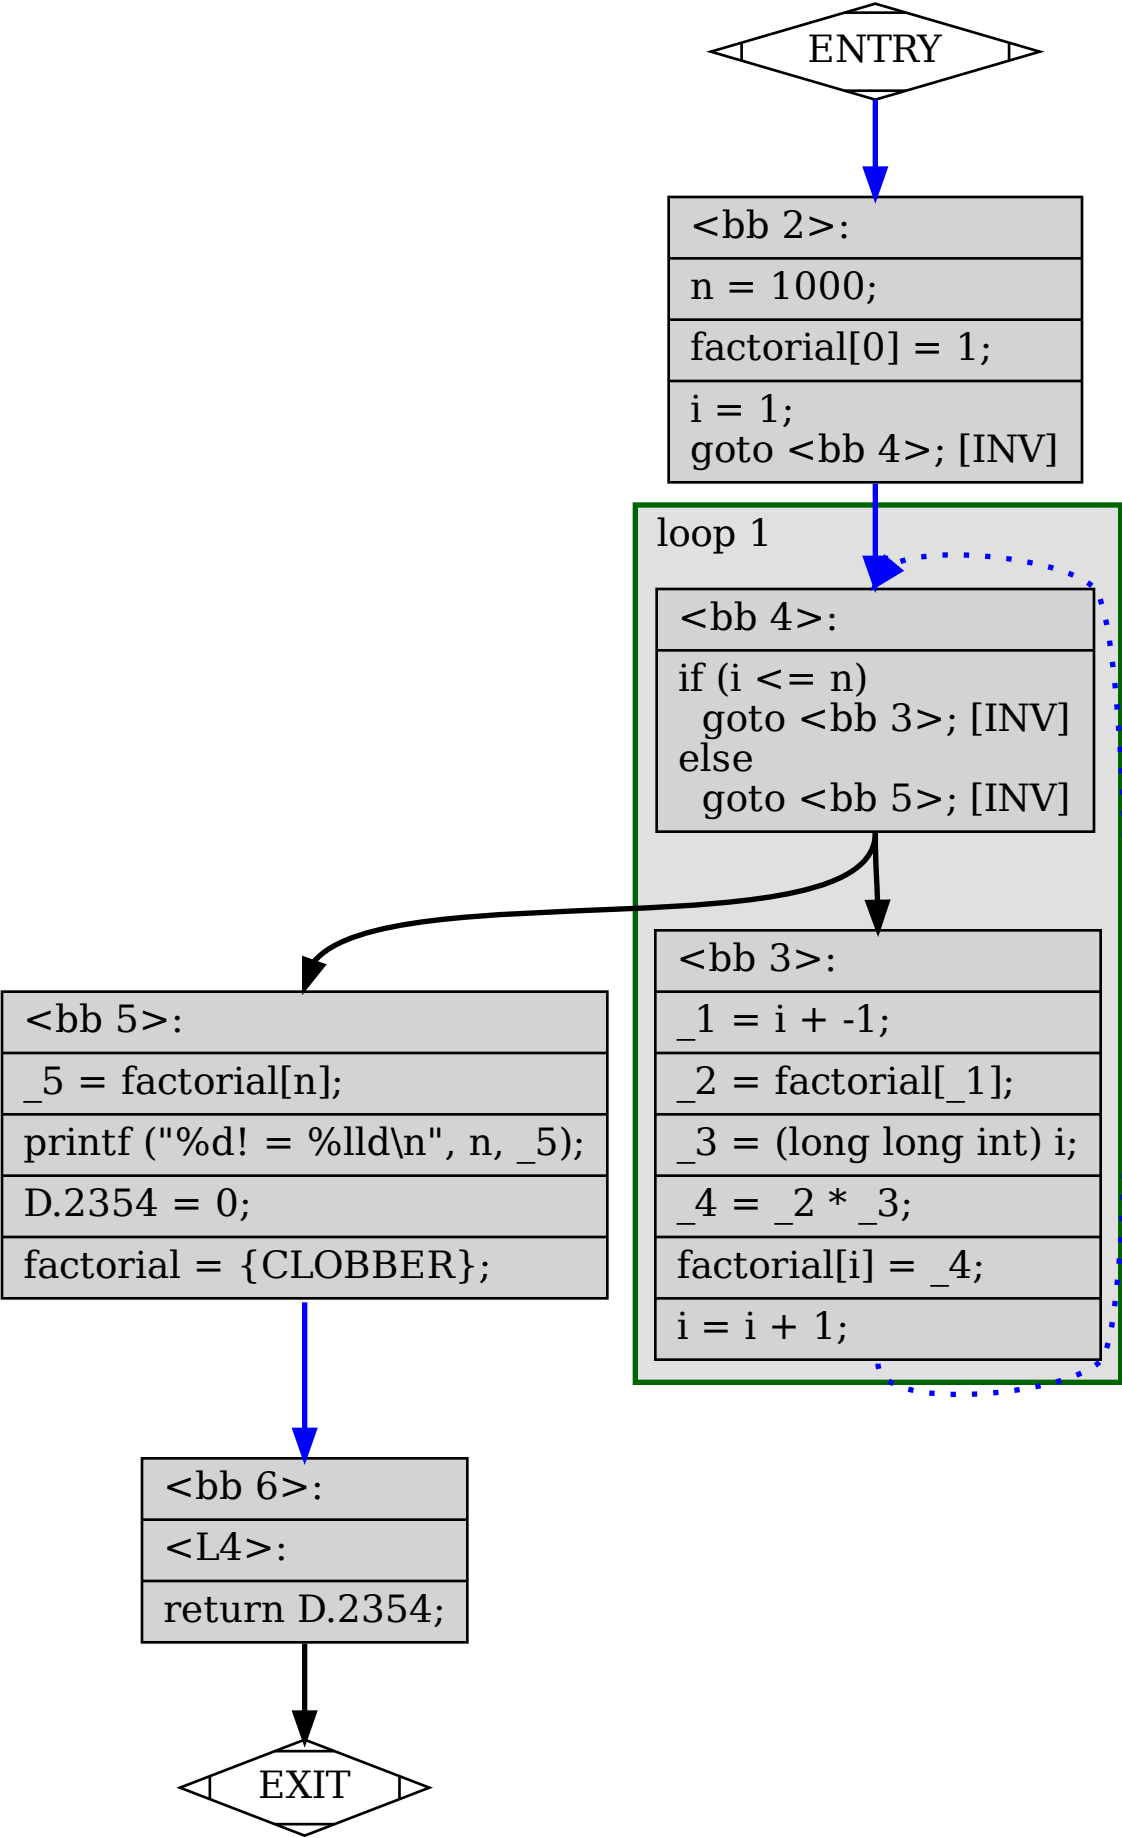 ENTRY
<bb 2>:
n = 1000;
factorial[0] = 1;
i = 1;
goto <bb 4>; [INV]
loop 1
<bb 4>:
if (i <= n)
goto <bb 3>; [INV]
else
goto <bb 5>; [INV]
<bb 3>:
_1 = i + -1;
_2 = factorial[_1];
_3 = (long long int) i;
_4 = _2 * _3;
factorial[i] = _4;
i = i + 1;
<bb 5>:
_5 = factorial[n];
printf ("%d! = %lld\n", n, _5);
D.2354 = 0;
factorial = {CLOBBER};
<bb 6>:
<L4>:
return D.2354;
EXIT